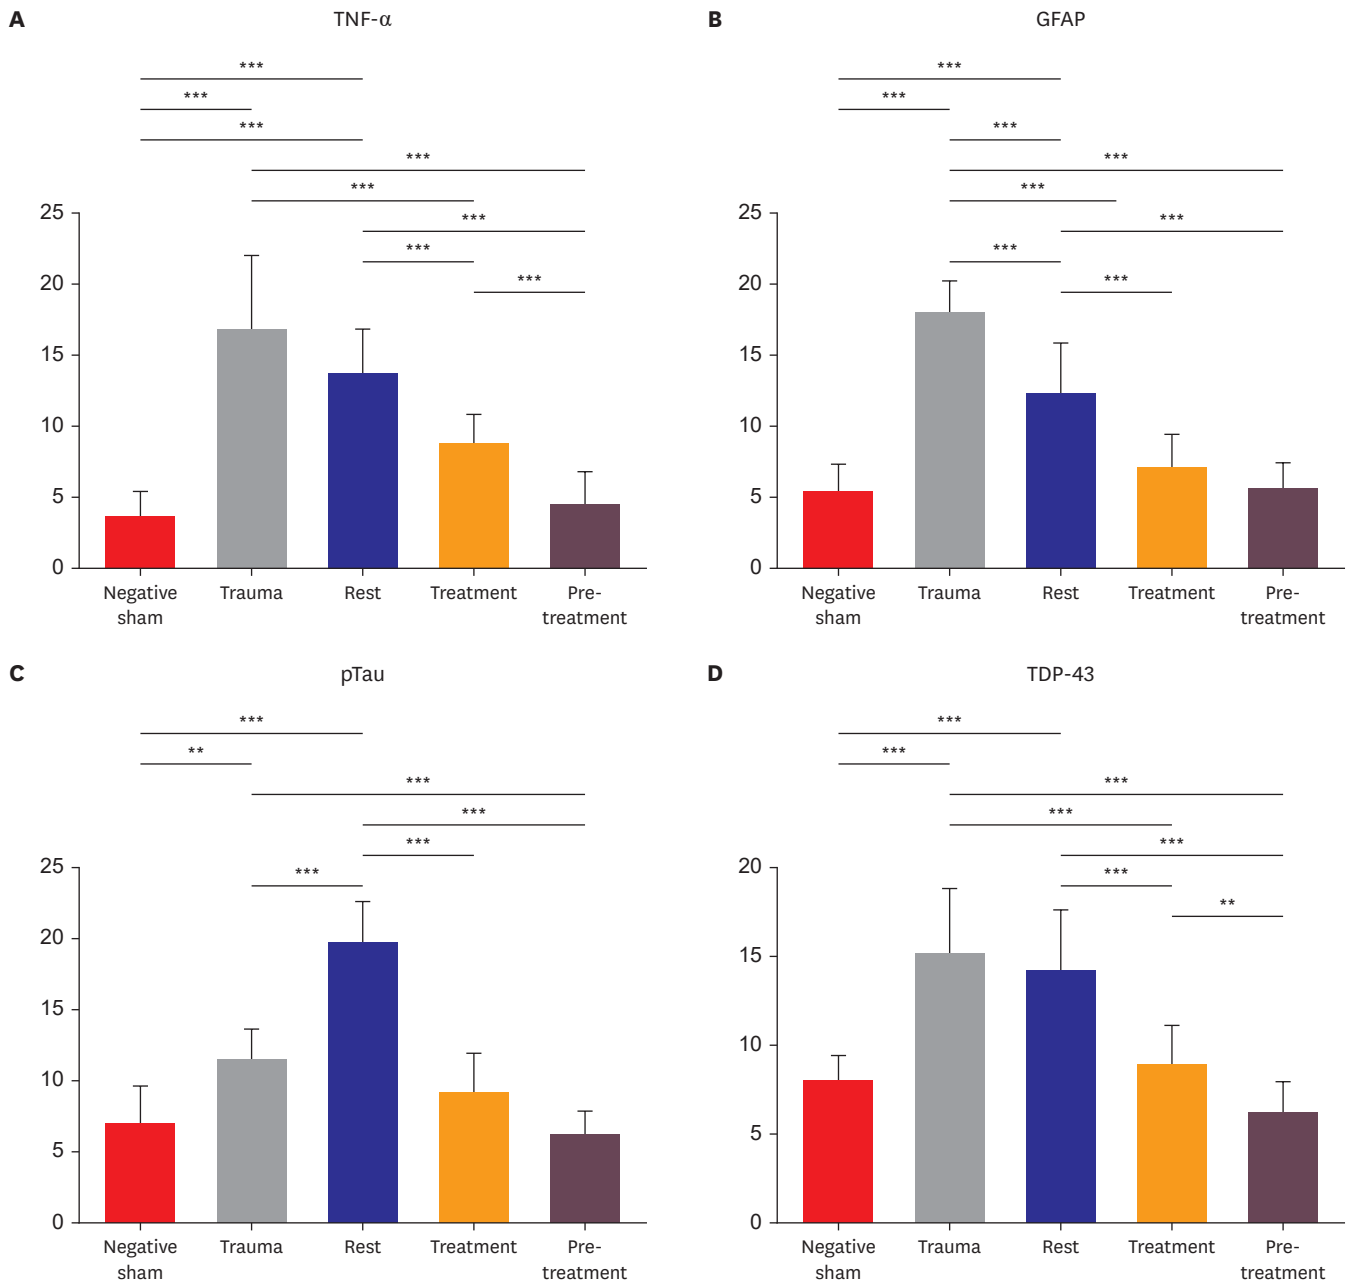 A
TNF-α
***
***
***
***
***
***
***
***
25
20
15
10
5
0
Negative
sham
Trauma
Rest
Treatment
Pre-
treatment
B
GFAP
***
***
***
***
***
***
***
***
25
20
15
10
5
0
Negative
sham
Trauma
Rest
Treatment
Pre-
treatment
C
pTau
***
**
***
***
***
***
25
20
15
10
5
0
Negative
sham
Trauma
Rest
Treatment
Pre-
treatment
D
TDP-43
***
***
***
***
***
***
**
20
15
10
5
0
Negative
sham
Trauma
Rest
Treatment
Pre-
treatment